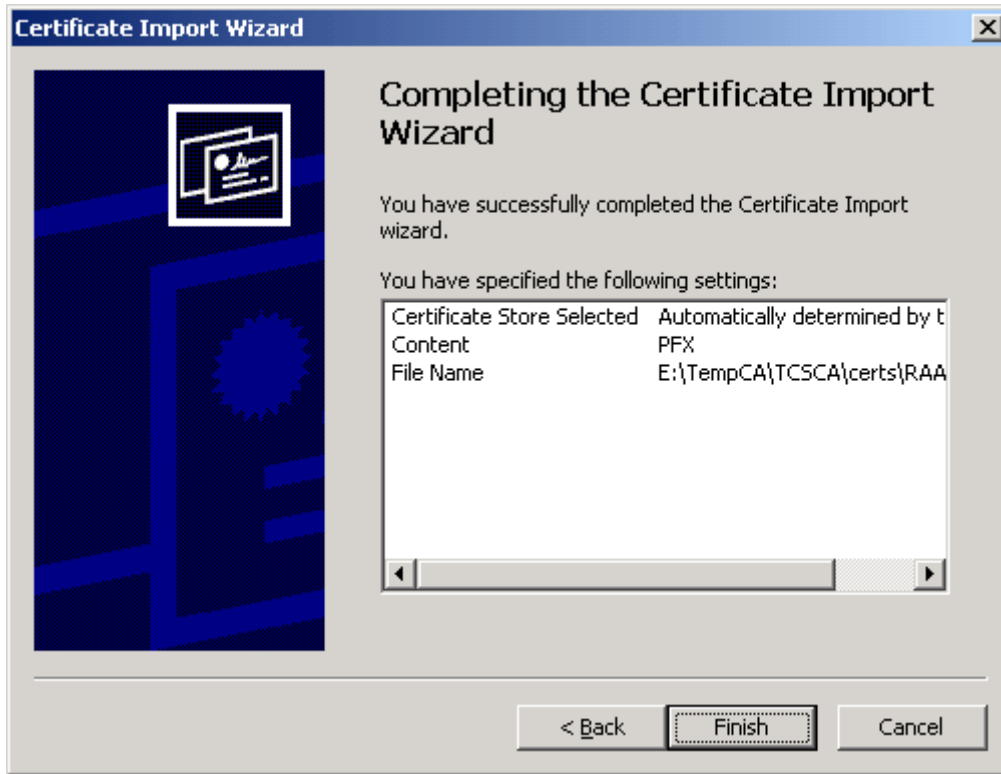 Certificate Import Wizard
Completing the Certificate Import
Wizard
You have successfully completed the Certificate Import
wizard.
You have specified the following settings:
Certificate Store Selected Automatically determined by t
Content PFX
File Name E:\TempCA\TCSCA\certs\RAA
< Back Finish Cancel